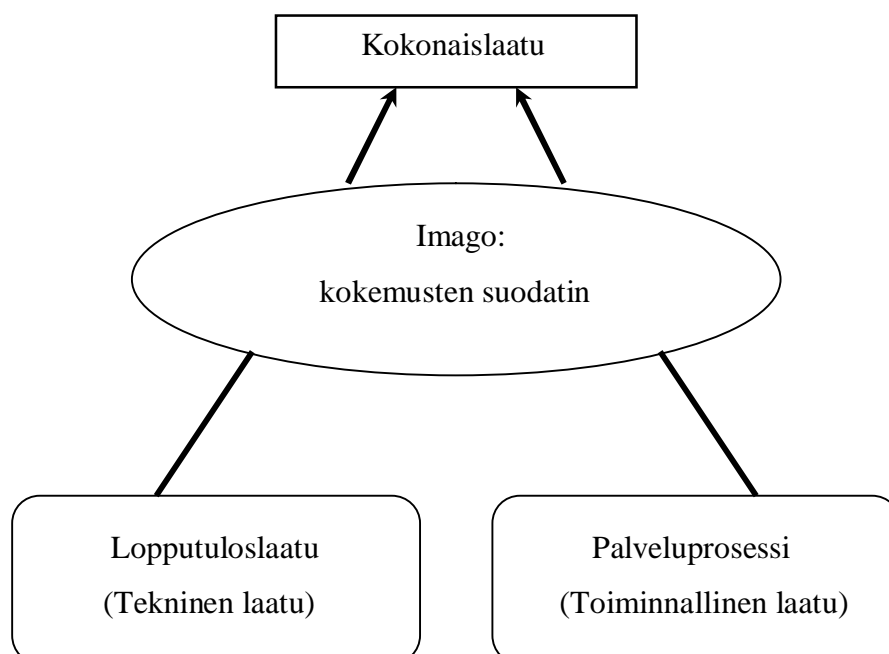 Kokonaislaatu
Imago:
kokemusten suodatin
Lopputuloslaatu
(Tekninen laatu)
Palveluprosessi
(Toiminnallinen laatu)